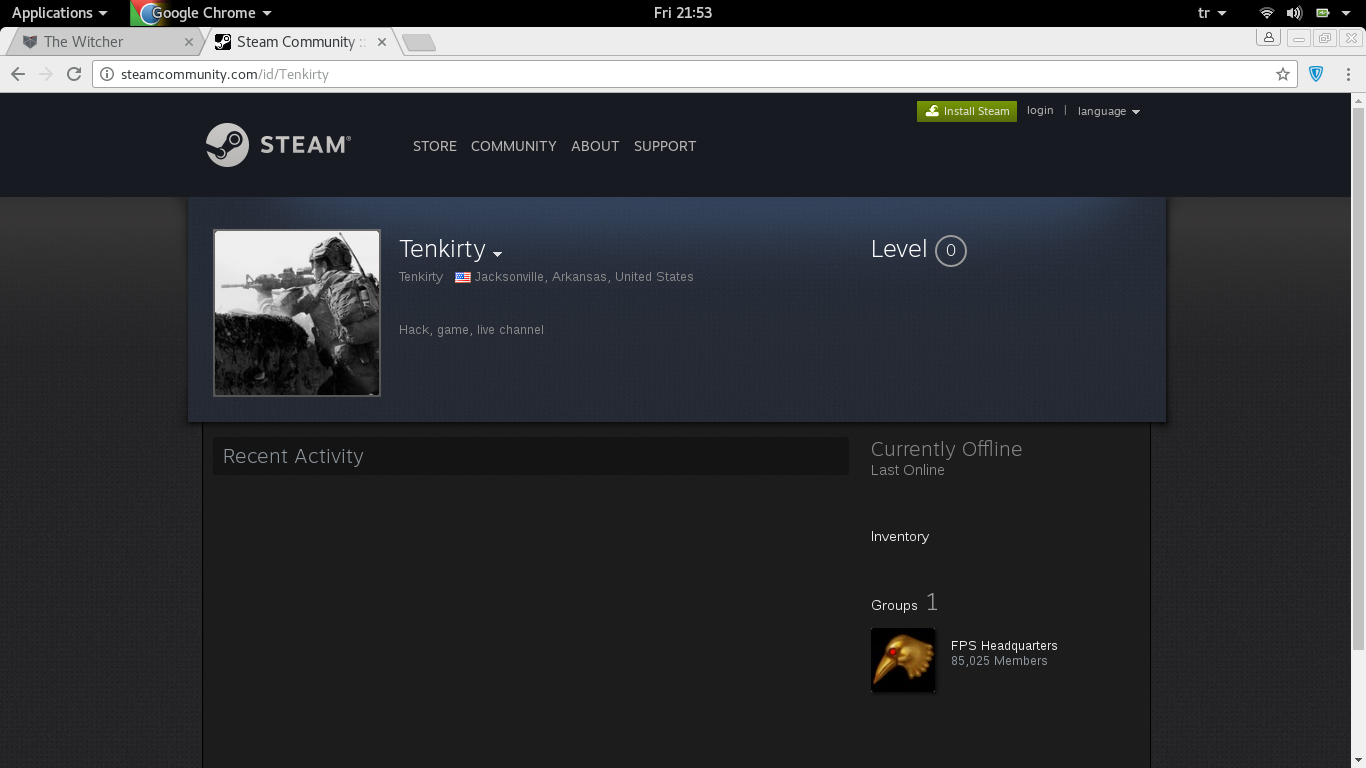 Applications Google Chrome Fri 21:53 tr
The Witcher Steam Community ::
steamcommunity.com/id/Tenkirty
Install Steam login | language
STEAM® STORE COMMUNITY ABOUT SUPPORT
Tenkirty
Tenkirty Jacksonville, Arkansas, United States
Hack, game, live channel
Level 0
Recent Activity
Currently Offline
Last Online
Inventory
Groups 1
FPS Headquarters
85,025 Members